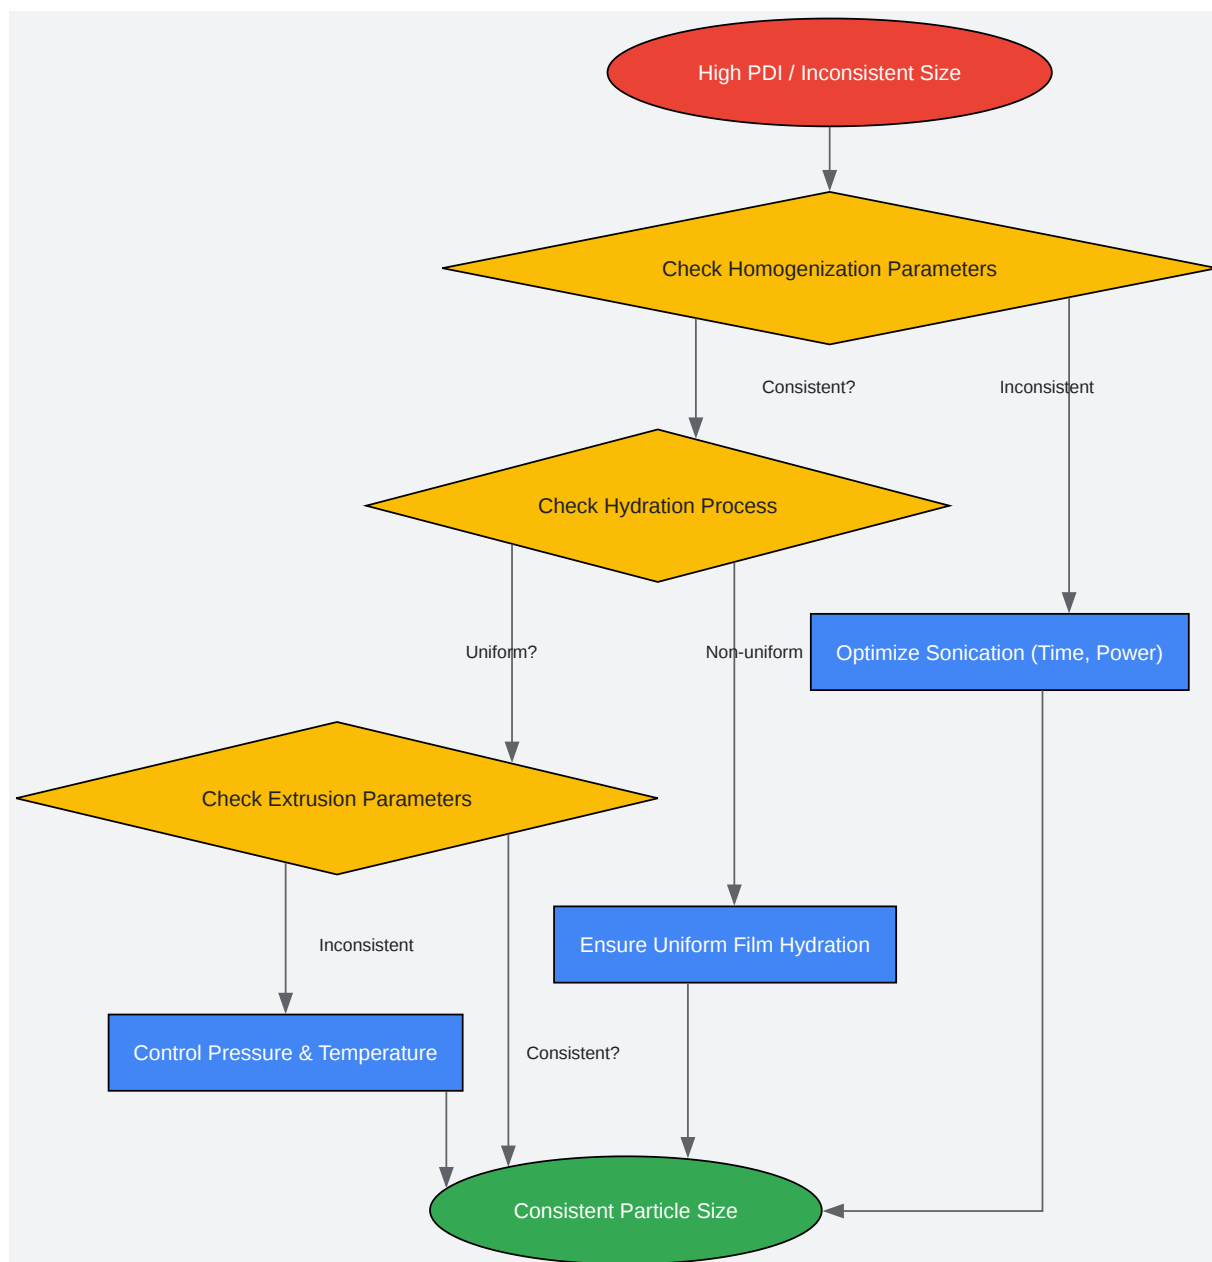 High PDI / Inconsistent Size
Check Homogenization Parameters
Consistent?
Inconsistent
Check Hydration Process
Uniform?
Non-uniform
Optimize Sonication (Time, Power)
Check Extrusion Parameters
Inconsistent
Ensure Uniform Film Hydration
Control Pressure & Temperature
Consistent?
Consistent Particle Size